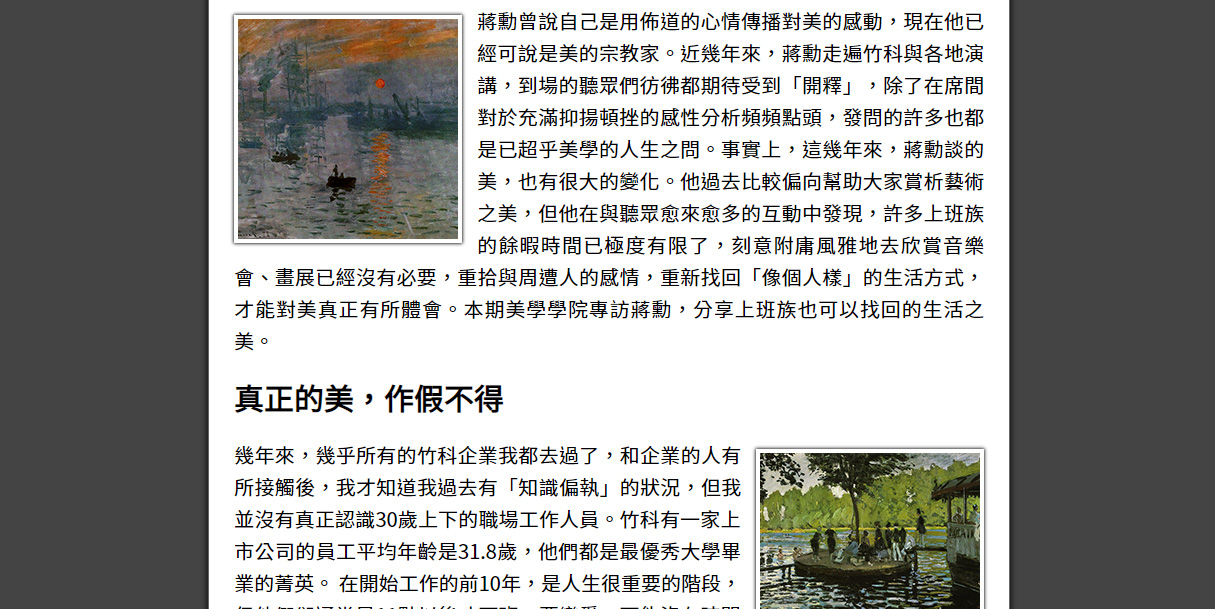 蔣勳曾說自己是用佈道的心情傳播對美的感動，現在他已
經可說是美的宗教家。近幾年來，蔣勳走遍竹科與各地演
講，到場的聽眾們彷彿都期待受到「開釋」，除了在席間
對於充滿抑揚頓挫的感性分析頻頻點頭，發問的許多也都
是已超乎美學的人生之問。事實上，這幾年來，蔣勳談的
美，也有很大的變化。他過去比較偏向幫助大家賞析藝術
之美，但他在與聽眾愈來愈多的互動中發現，許多上班族
的餘暇時間已極度有限了，刻意附庸風雅地去欣賞音樂
會、畫展已經沒有必要，重拾與周遭人的感情，重新找回「像個人樣」的生活方式，
才能對美真正有所體會。本期美學學院專訪蔣勳，分享上班族也可以找回的生活之
美。
真正的美，作假不得
幾年來，幾乎所有的竹科企業我都去過了，和企業的人有
所接觸後，我才知道我過去有「知識偏執」的狀況，但我
並沒有真正認識30歲上下的職場工作人員。竹科有一家上
市公司的員工平均年齡是31.8歲，他們都是最優秀大學畢
業的菁英。 在開始工作的前10年，是人生很重要的階段，